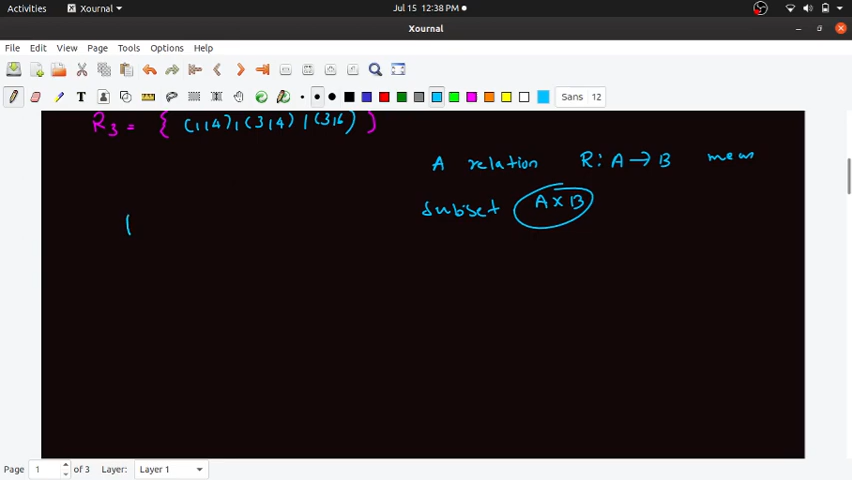 Activities Xournal Jul 15 12:38 PM
Xournal
File Edit View Page Tools Options Help
Sans 12
R3 = { (1,4), (3,4), (3,6) }
A relation R: A → B mean
subset A × B
Page 1 of 3 Layer: Layer 1